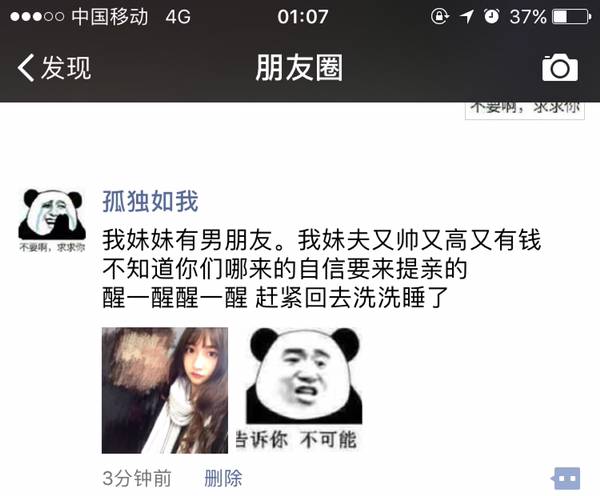 中国移动 4G 01:07 37%
发现 朋友圈
不要啊，求求你
不要啊，求求你
孤独如我
我妹妹有男朋友。我妹夫又帅又高又有钱
不知道你们哪来的自信要来提亲的
醒一醒醒一醒 赶紧回去洗洗睡了
告诉你 不可能
3分钟前 删除